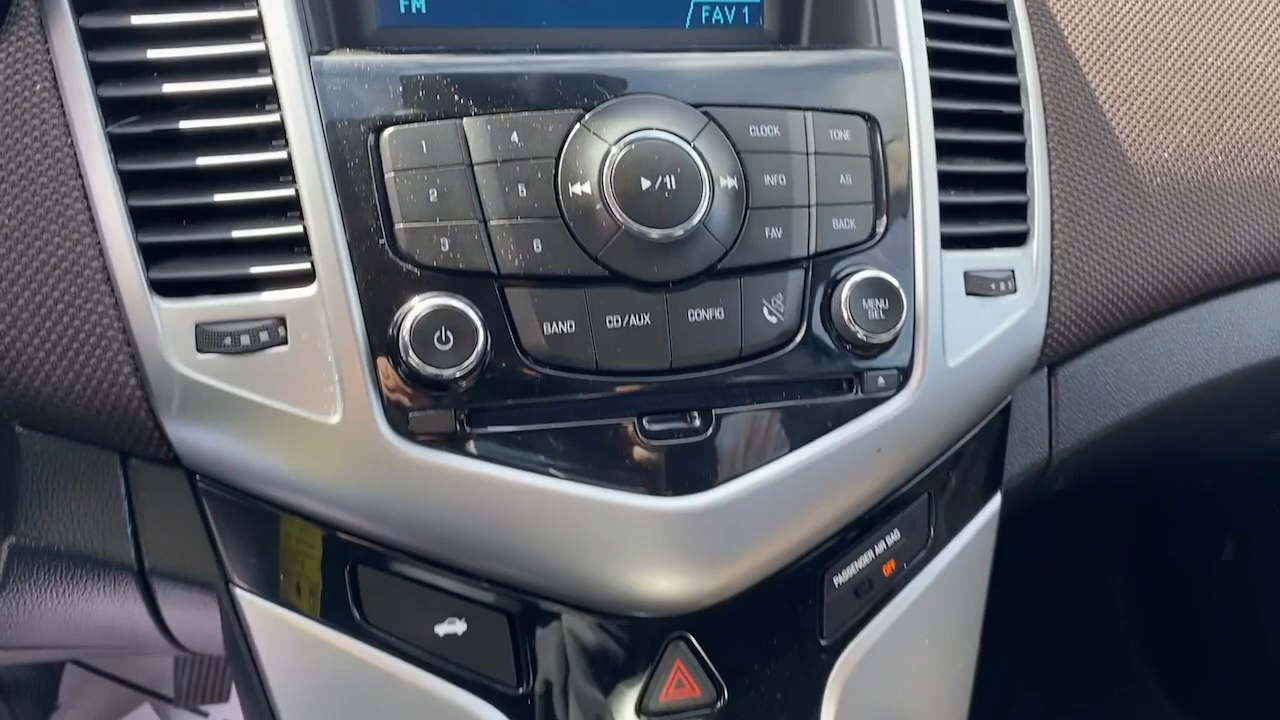 FM
FAV 1
1
4
CLOCK
TONE
2
5
INFO
AS
3
6
FAV
BACK
BAND
CD/AUX
CONFIG
MENU
SEL
PASSENGER AIR BAG
OFF